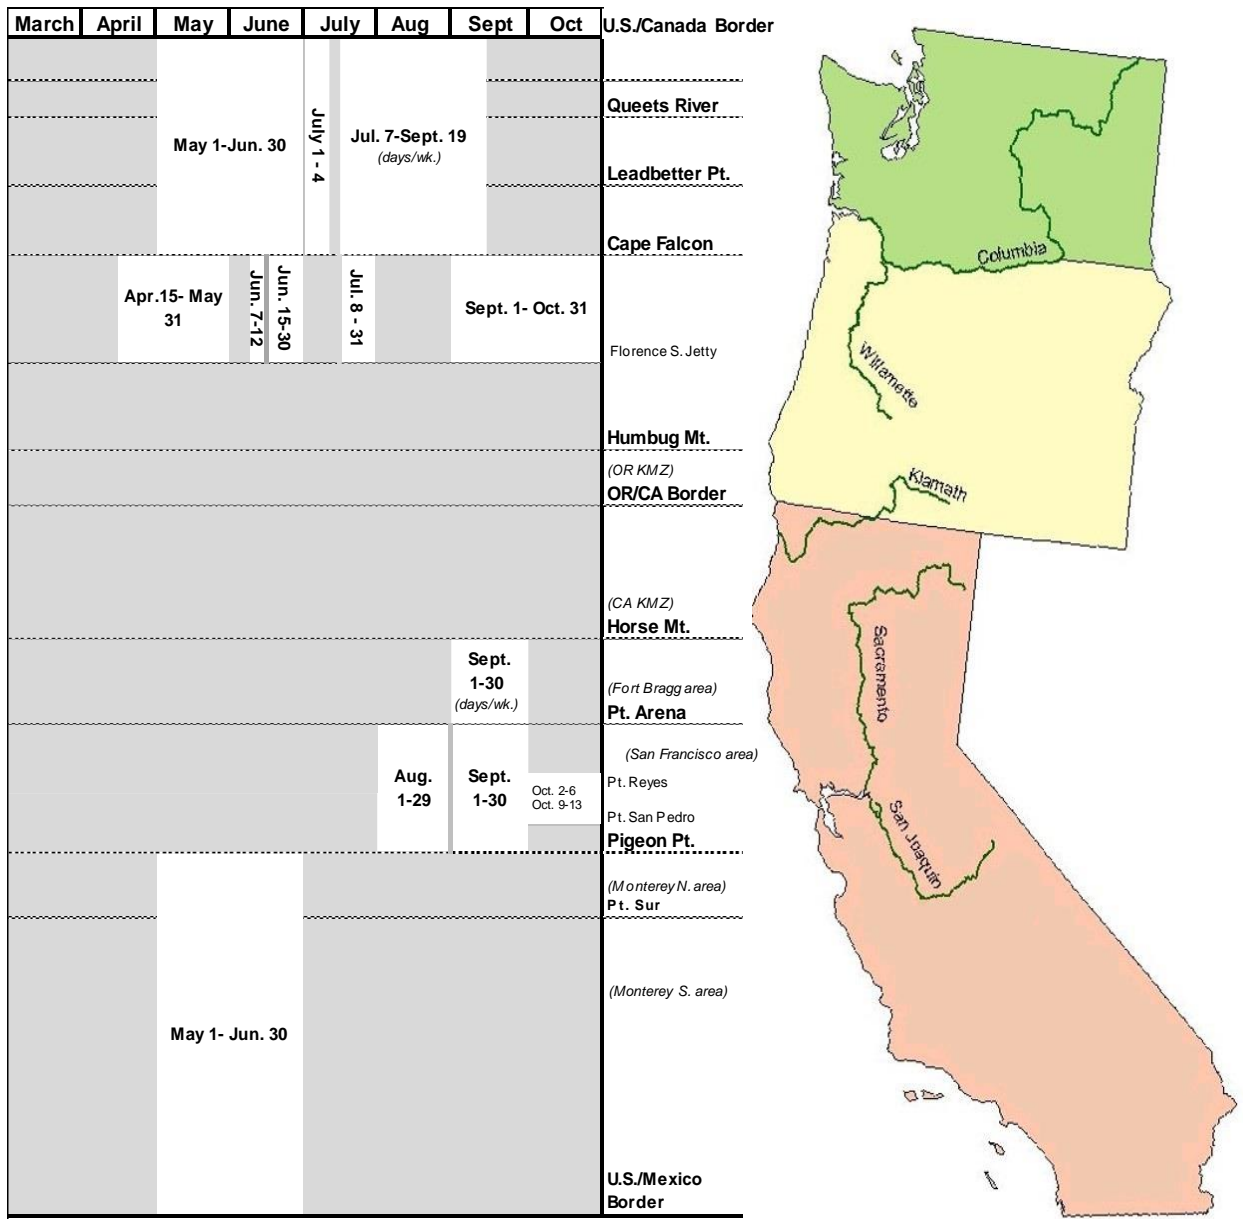 March April May June July Aug Sept Oct U.S./Canada Border
Queets River
May 1-Jun. 30
July 1 - 4
Jul. 7-Sept. 19
(days/wk.)
Leadbetter Pt.
Cape Falcon
Apr.15- May
31
Jun. 7-12
Jun. 15-30
Jul. 8 - 31
Sept. 1- Oct. 31
Florence S. Jetty
Humbug Mt.
(OR KMZ)
OR/CA Border
(CA KMZ)
Horse Mt.
Sept.
1-30
(days/wk.)
(Fort Bragg area)
Pt. Arena
(San Francisco area)
Aug.
1-29
Sept.
1-30
Oct. 2-6
Oct. 9-13
Pt. Reyes
Pt. San Pedro
Pigeon Pt.
(Monterey N. area)
Pt. Sur
(Monterey S. area)
May 1- Jun. 30
U.S./Mexico
Border
Columbia
Willamette
Klamath
Sacramento
San Joaquin